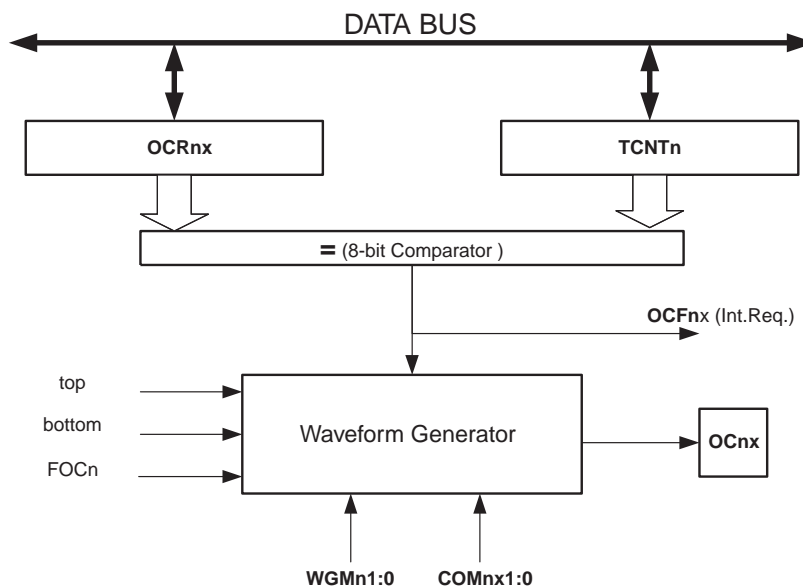 DATA BUS
OCRnx
TCNTn
= (8-bit Comparator )
OCFnx (Int.Req.)
top
bottom
FOCn
Waveform Generator
OCnx
WGMn1:0
COMnx1:0